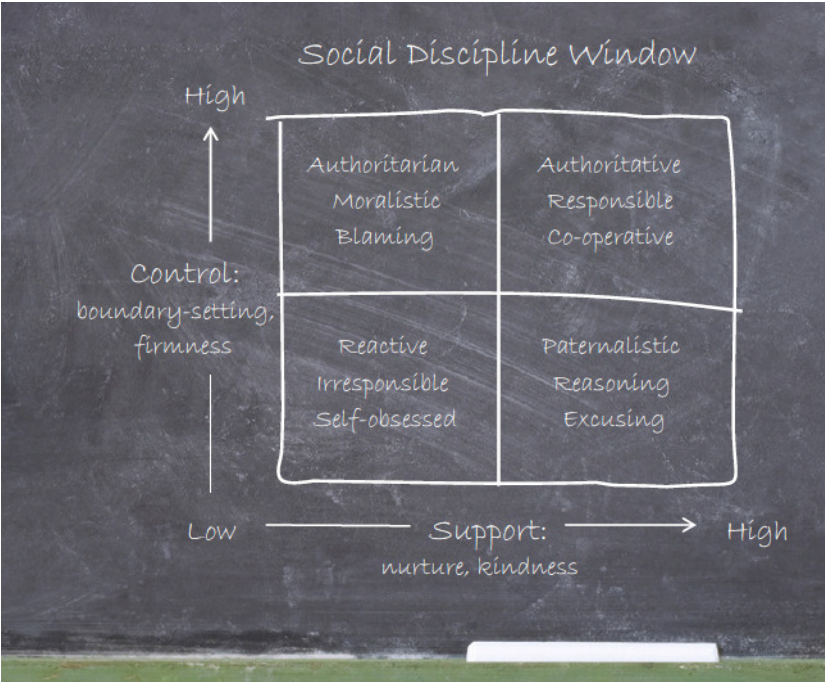 Social Discipline Window
High
Authoritarian
Moralistic
Blaming
Authoritative
Responsible
Co-operative
Control:
boundary-setting,
firmness
Reactive
Irresponsible
Self-obsessed
Paternalistic
Reasoning
Excusing
Low
Support:
High
nurture, kindness